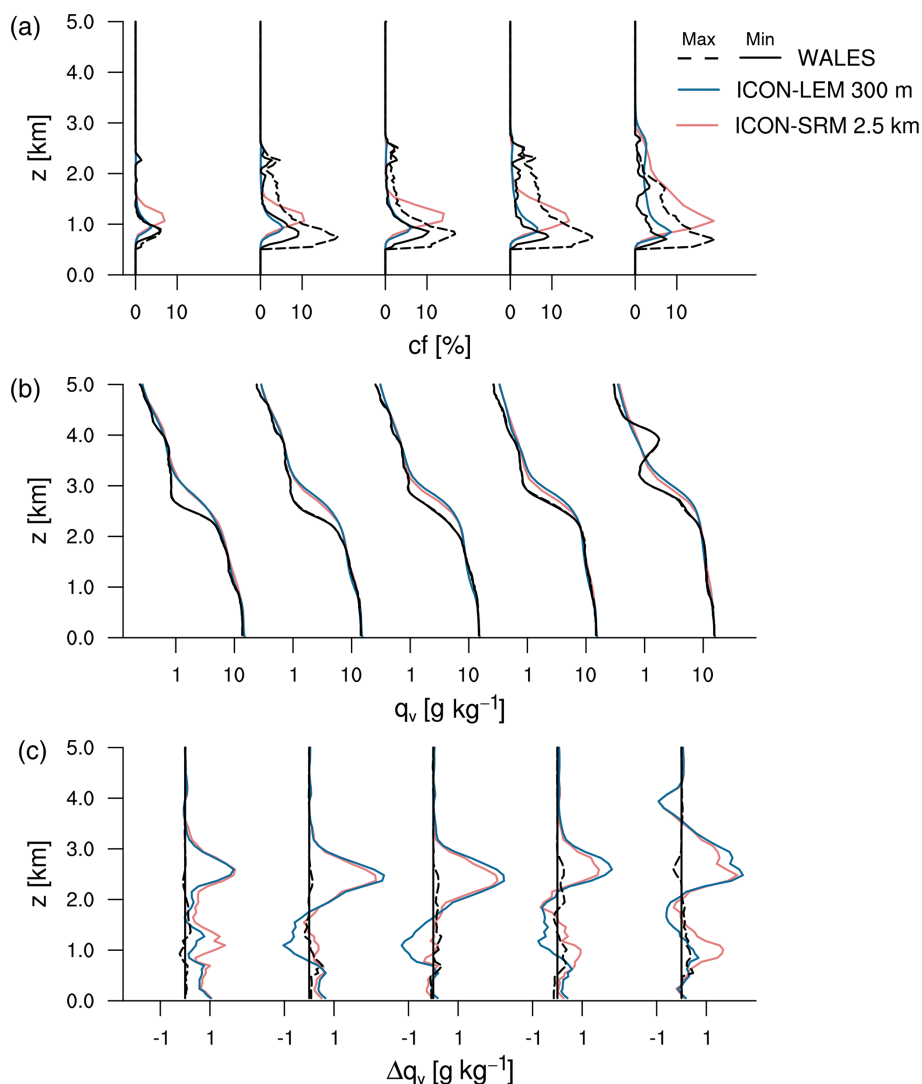 (a)
5.0
4.0
3.0
2.0
1.0
0.0
z [km]
Max Min
WALES
ICON-LEM 300 m
ICON-SRM 2.5 km
0 10 0 10 0 10 0 10 0 10
cf [%]
(b)
5.0
4.0
3.0
2.0
1.0
0.0
z [km]
1 10 1 10 1 10 1 10 1 10
qᵥ [g kg⁻¹]
(c)
5.0
4.0
3.0
2.0
1.0
0.0
z [km]
-1 1 -1 1 -1 1 -1 1 -1 1
Δqᵥ [g kg⁻¹]